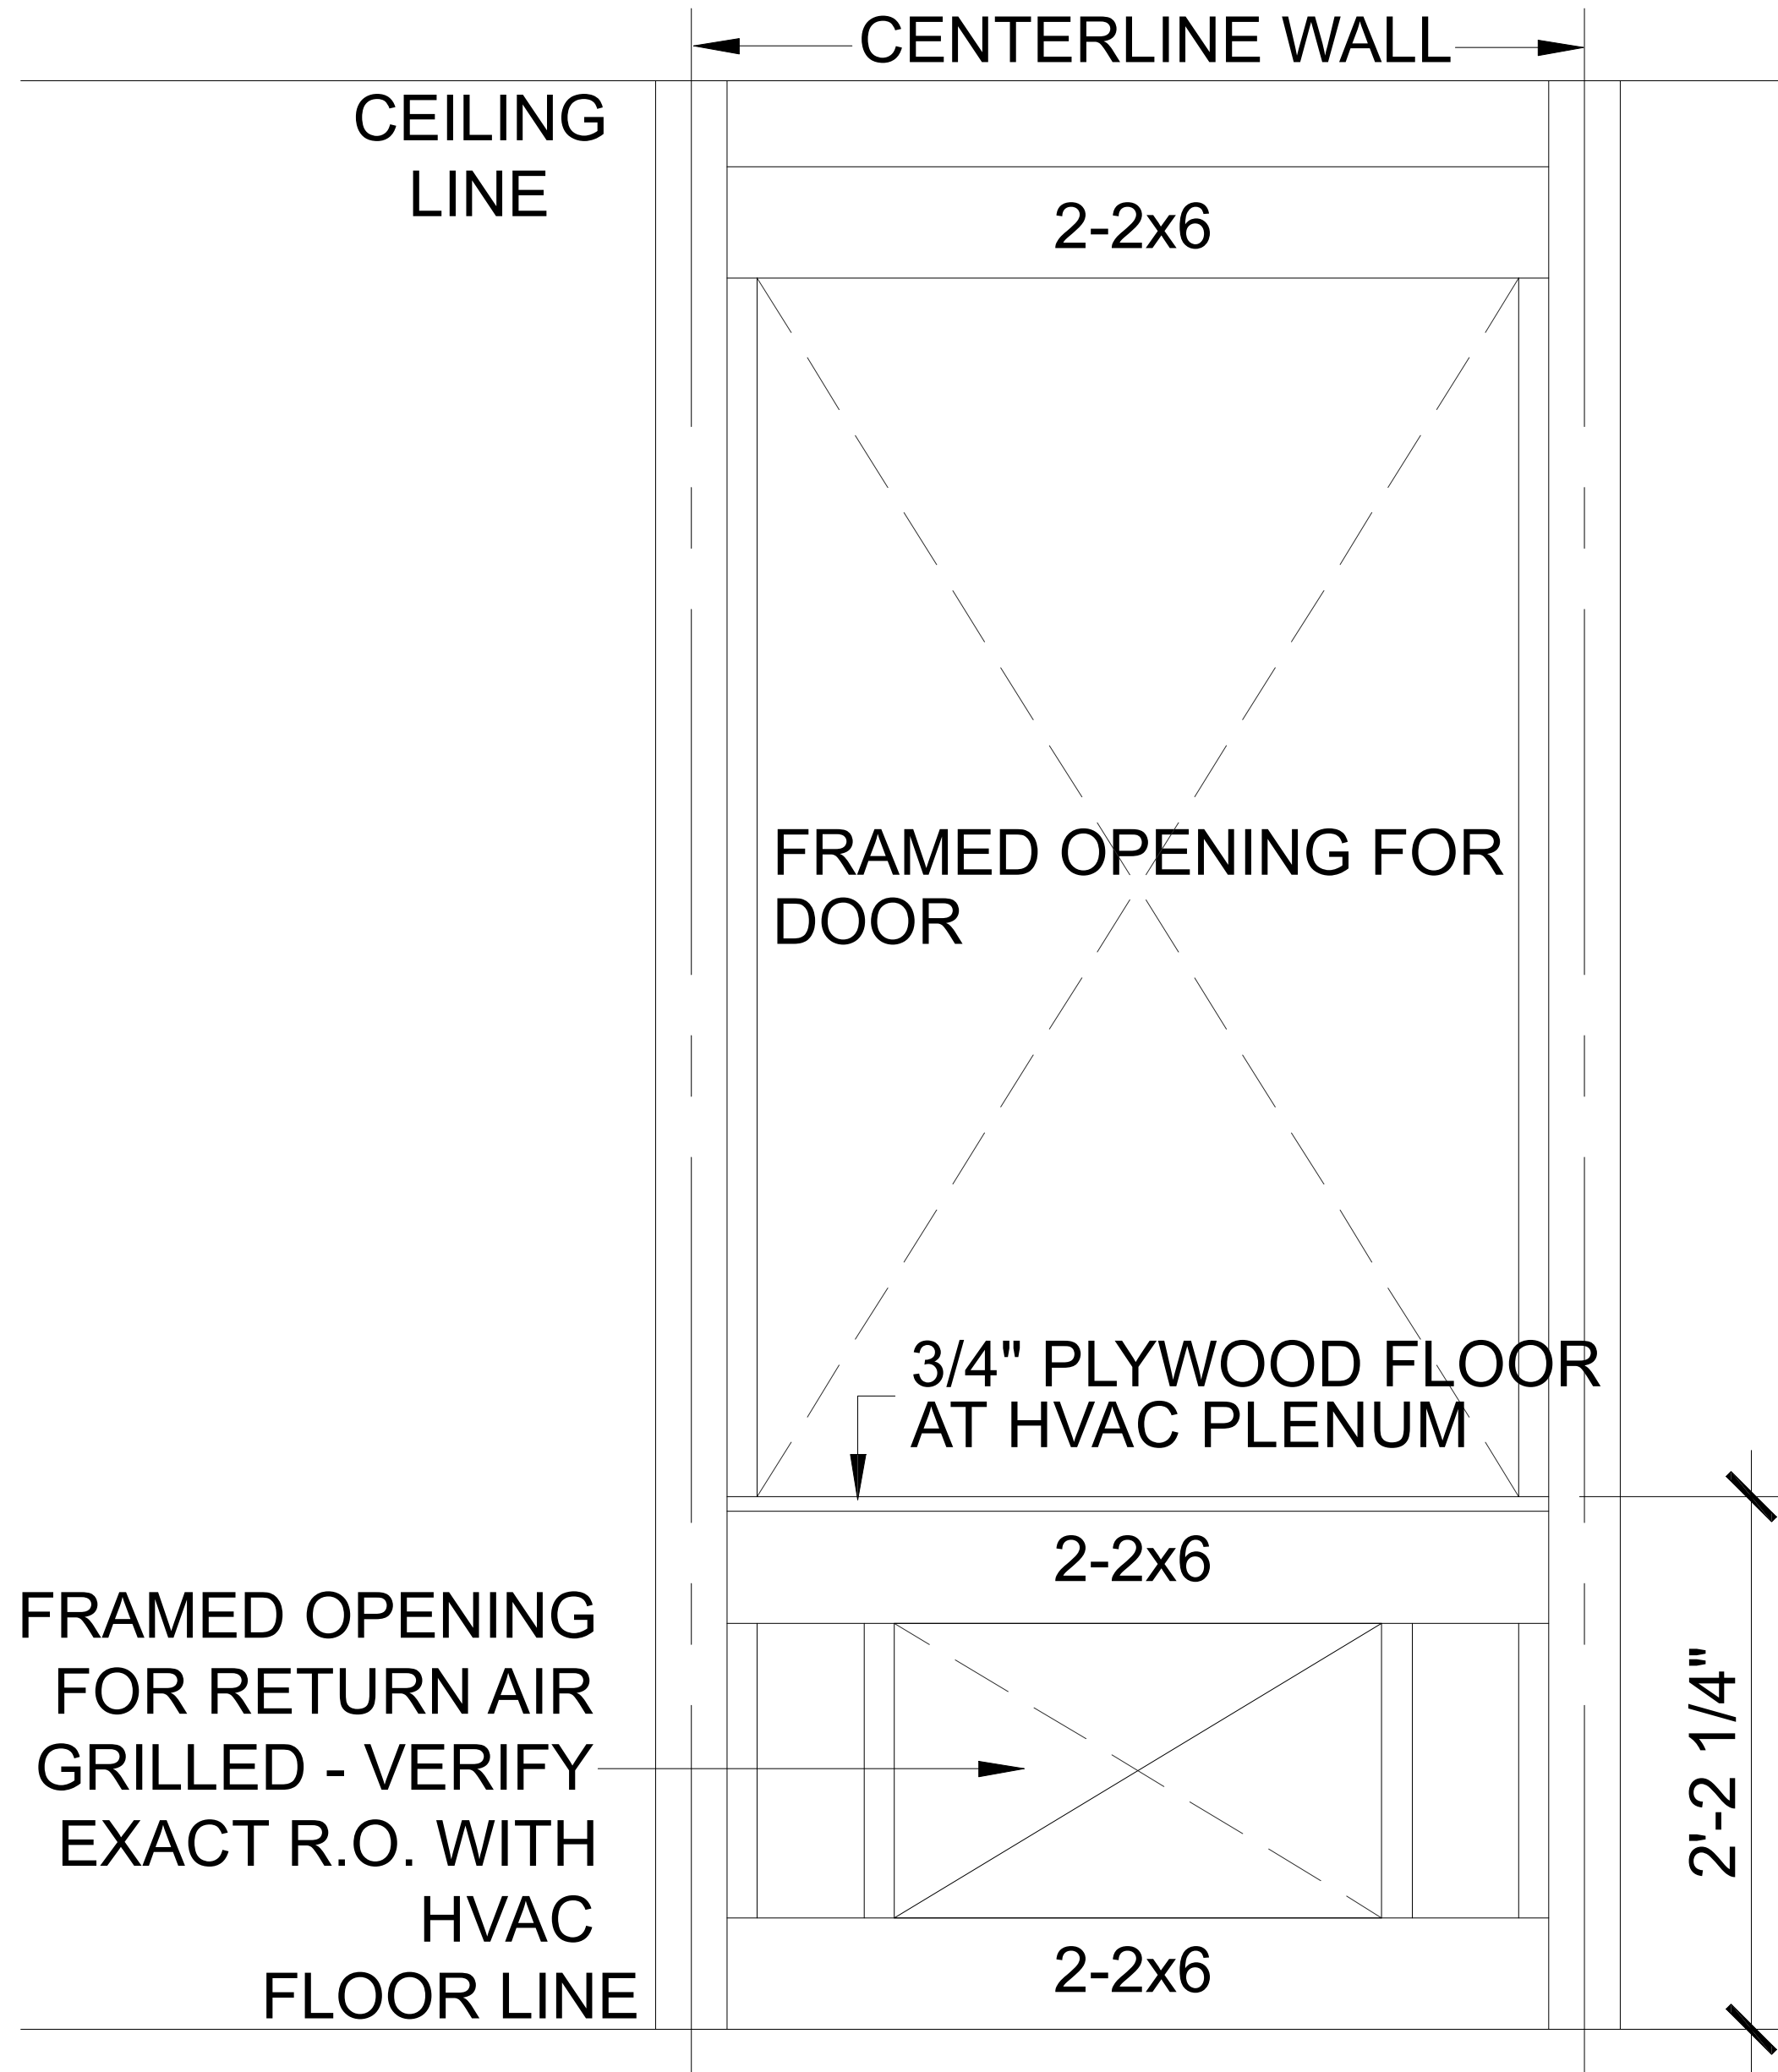 CENTERLINE WALL
CEILING
LINE
2-2x6
FRAMED OPENING FOR
DOOR
3/4" PLYWOOD FLOOR
AT HVAC PLENUM
2-2x6
FRAMED OPENING
FOR RETURN AIR
GRILLED - VERIFY
EXACT R.O. WITH
HVAC
2'-2 1/4"
2-2x6
FLOOR LINE